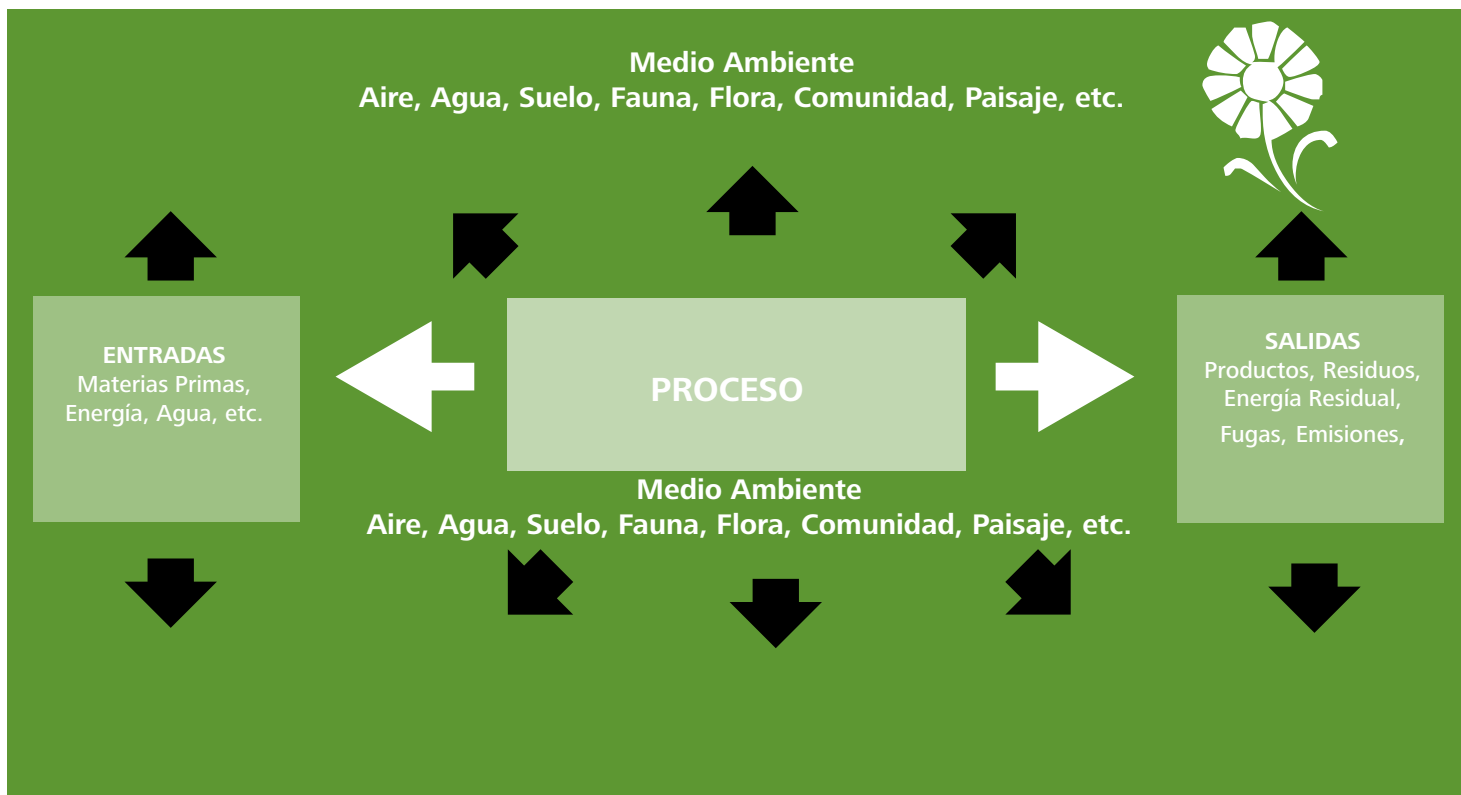 Medio Ambiente
Aire, Agua, Suelo, Fauna, Flora, Comunidad, Paisaje, etc.
ENTRADAS
Materias Primas,
Energía, Agua, etc.
PROCESO
SALIDAS
Productos, Residuos,
Energía Residual,
Fugas, Emisiones,
Medio Ambiente
Aire, Agua, Suelo, Fauna, Flora, Comunidad, Paisaje, etc.